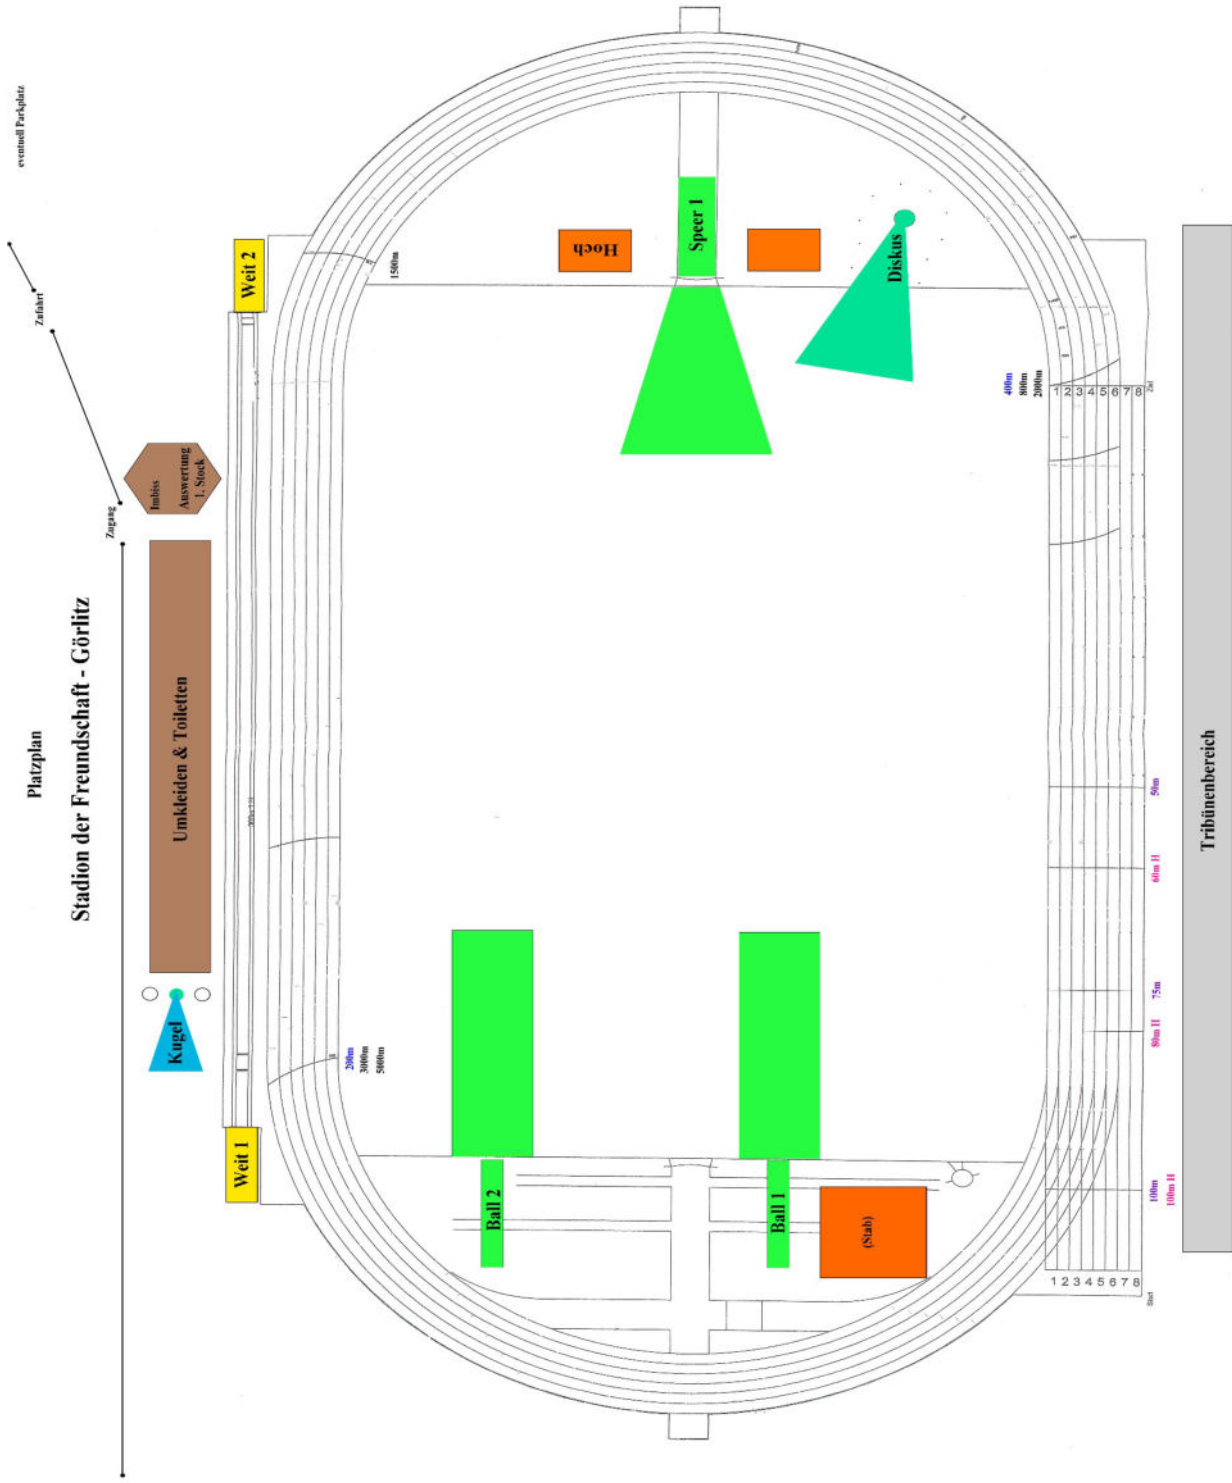 Platzplan
Stadion der Freundschaft - Görlitz
eventuell Parkplatz
Zufahrt
Zugang
Imbiss
Auswertung
1. Stock
Umkleiden & Toiletten
Kugel
Weit 1
Weit 2
1500m
200m
3000m
5000m
Hoch
Speer 1
Diskus
400m
800m
2000m
1 2 3 4 5 6 7 8
Ziel
Ball 2
Ball 1
(Stab)
50m
60m H
75m
80m H
100m
100m H
1 2 3 4 5 6 7 8
Start
Tribünenbereich